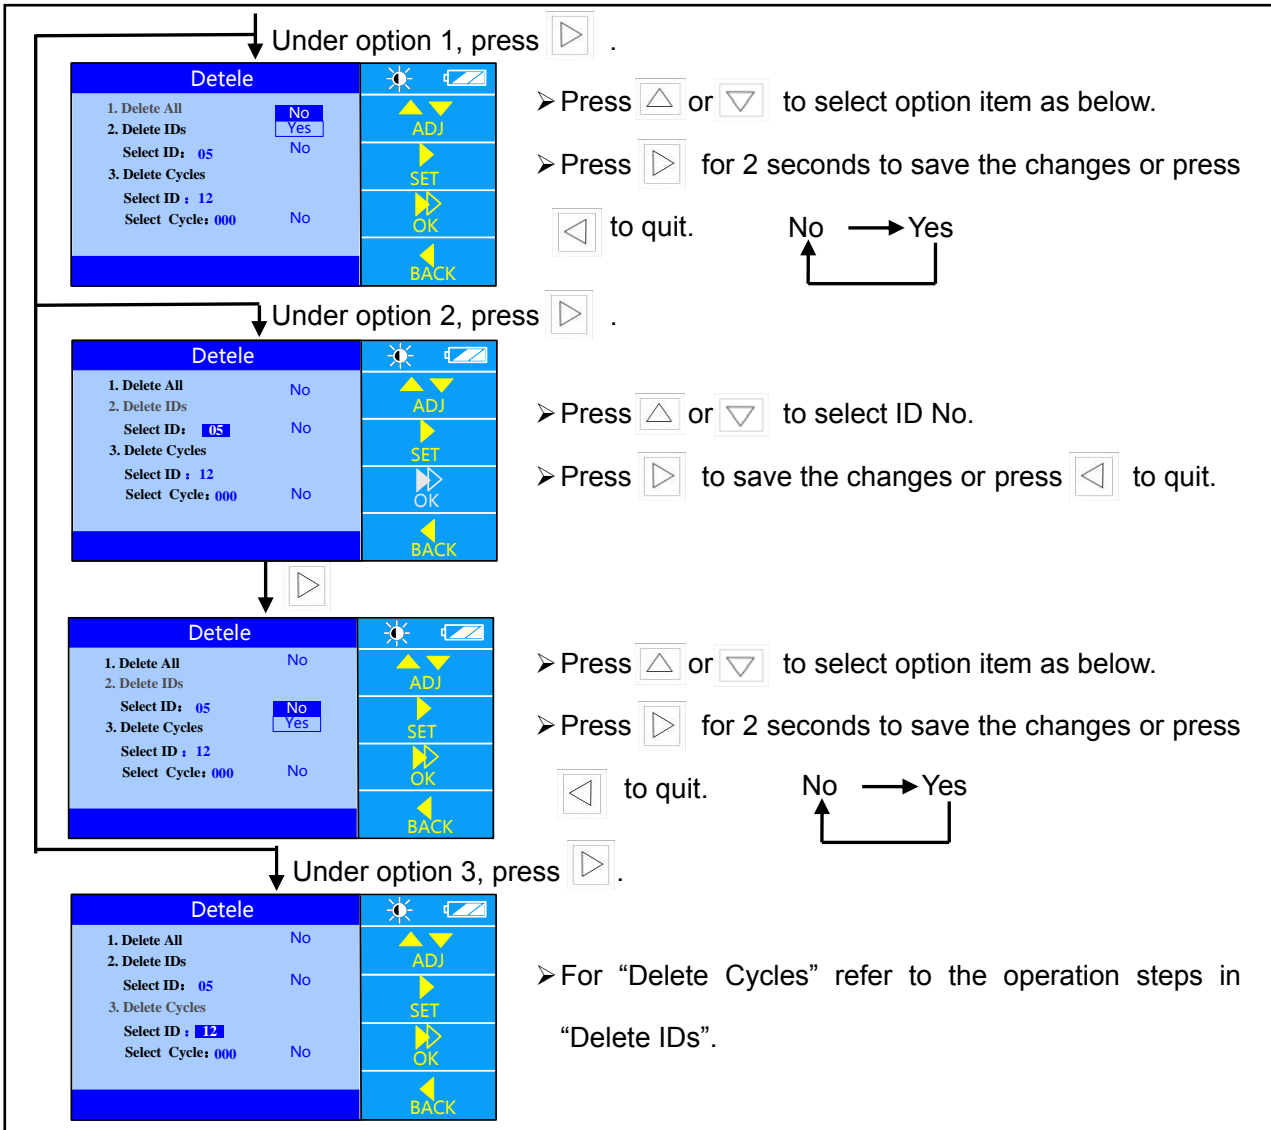 Under option 1, press .
Detele
1. Delete All
No
2. Delete IDs
Yes
Select ID: 05
No
3. Delete Cycles
Select ID : 12
Select Cycle: 000
No
ADJ
SET
OK
BACK
➢Press or to select option item as below.
➢Press for 2 seconds to save the changes or press
to quit.
No Yes
Under option 2, press .
Detele
1. Delete All
No
2. Delete IDs
Select ID: 05
No
3. Delete Cycles
Select ID : 12
Select Cycle: 000
No
ADJ
SET
OK
BACK
➢Press or to select ID No.
➢Press to save the changes or press to quit.
Detele
1. Delete All
No
2. Delete IDs
Select ID: 05
No
3. Delete Cycles
Yes
Select ID : 12
Select Cycle: 000
No
ADJ
SET
OK
BACK
➢Press or to select option item as below.
➢Press for 2 seconds to save the changes or press
to quit.
No Yes
Under option 3, press .
Detele
1. Delete All
No
2. Delete IDs
Select ID: 05
No
3. Delete Cycles
Select ID : 12
Select Cycle: 000
No
ADJ
SET
OK
BACK
➢For “Delete Cycles” refer to the operation steps in
“Delete IDs”.